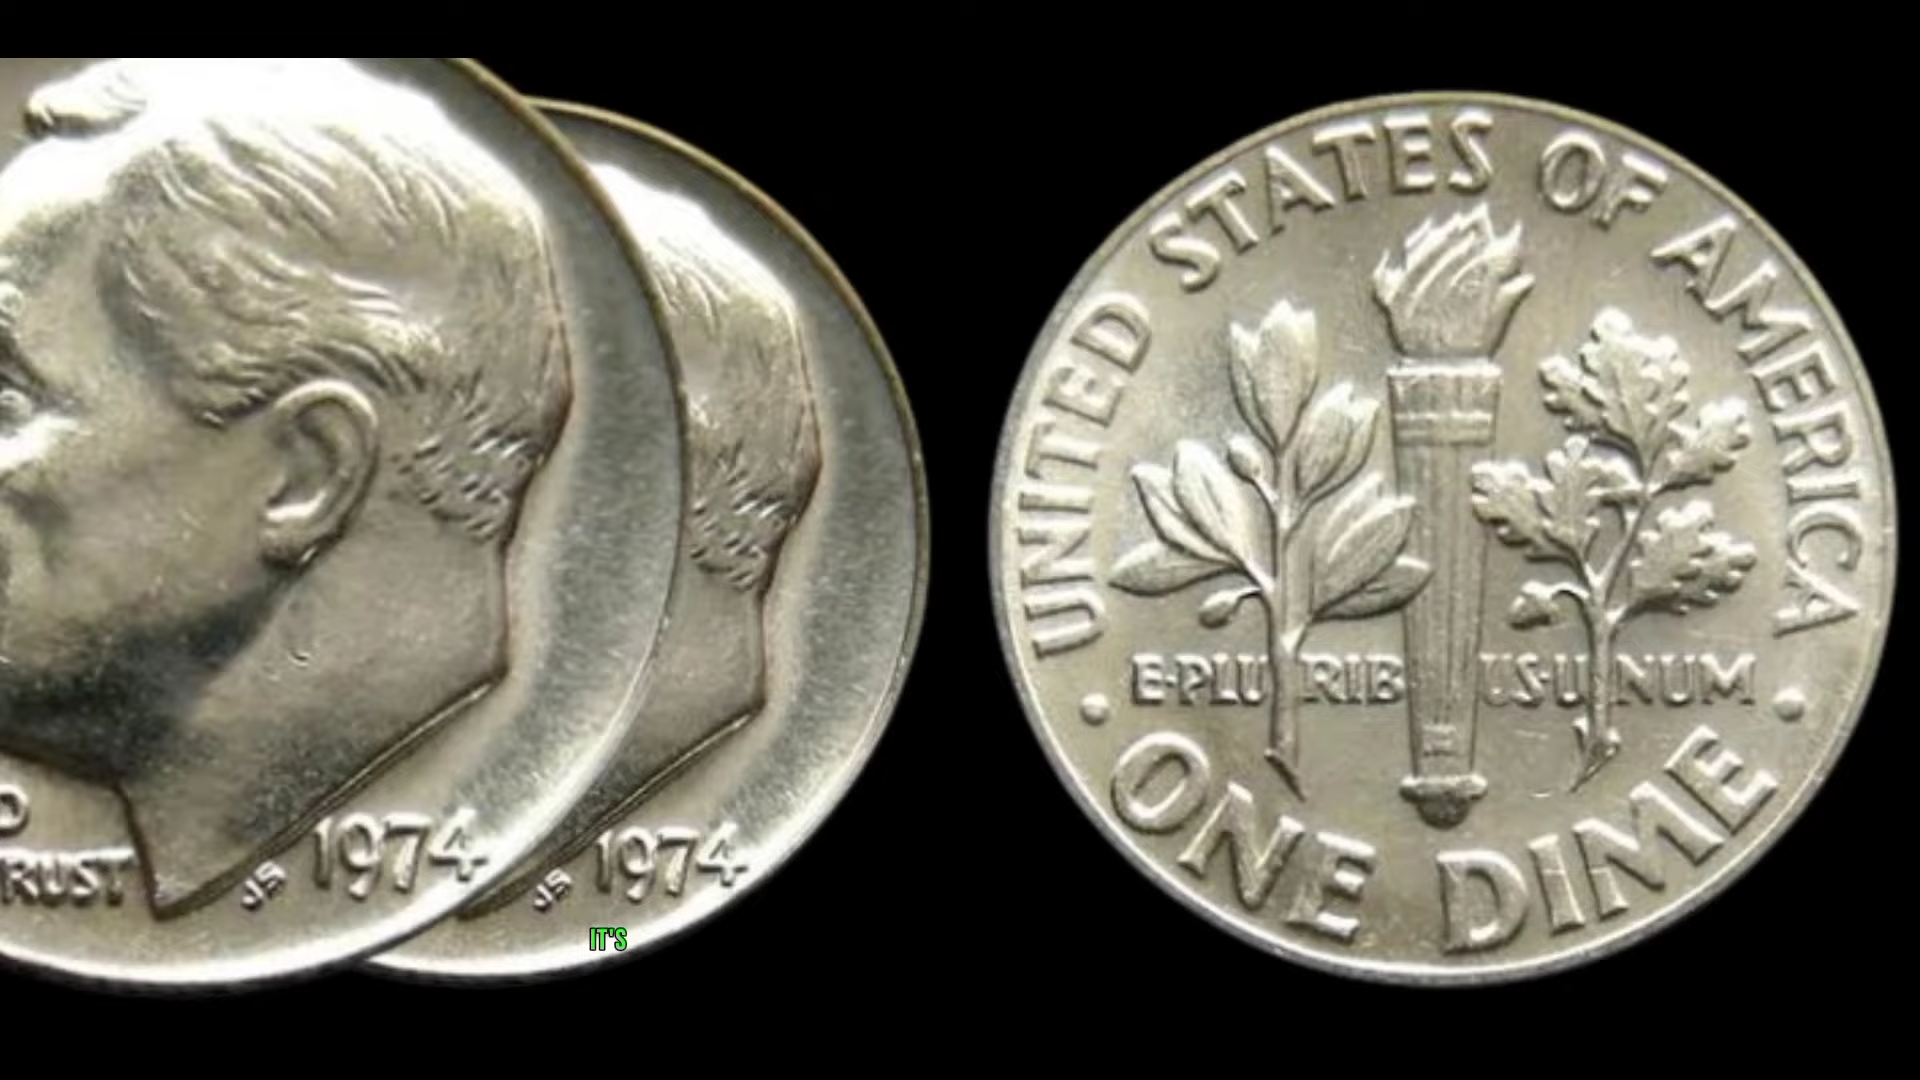 D
RUST
JS 1974
JS 1974
IT'S
UNITED STATES OF AMERICA
E·PLU RIB US·U NUM
• ONE DIME •